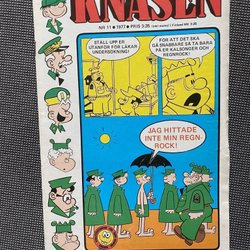 KNASEN
NR 11 • 1977 • PRIS 3:35
STÄLL UPP ER
UTANFÖR FÖR LÄKAR-
UNDERSÖKNING!
FÖR ATT DET SKA
GÅ SNABBARE SÅ TA BARA
PÅ ER KALSONGER OCH
REGNROCK!
JAG HITTADE
INTE MIN REGN-
ROCK!